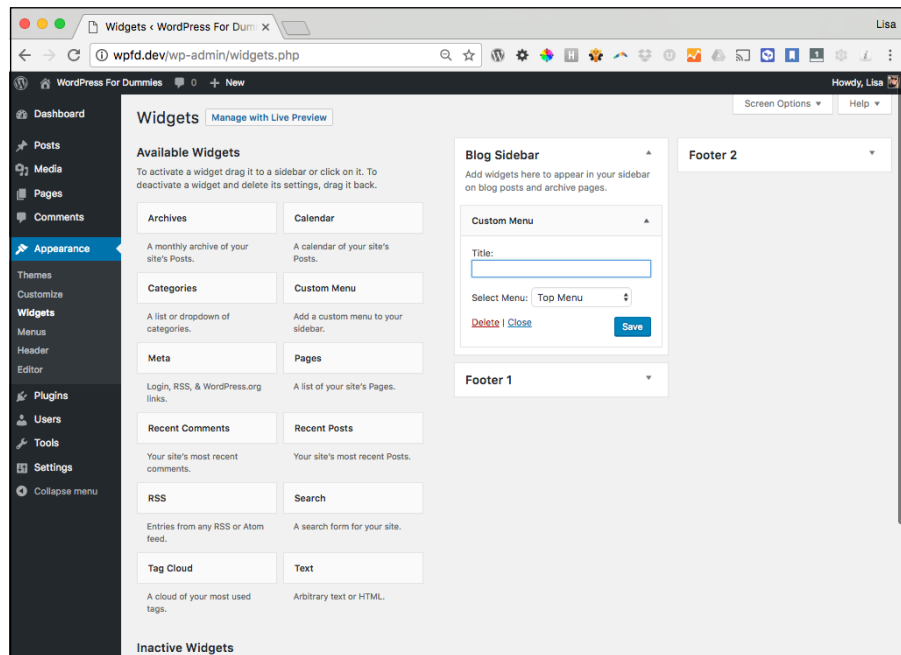 Widgets < WordPress For Dum
Lisa
wpfd.dev/wp-admin/widgets.php
WordPress For Dummies
0
+ New
Howdy, Lisa
Dashboard
Posts
Media
Pages
Comments
Appearance
Themes
Customize
Widgets
Menus
Header
Editor
Plugins
Users
Tools
Settings
Collapse menu
Screen Options
Help
Widgets
Manage with Live Preview
Available Widgets
To activate a widget drag it to a sidebar or click on it. To
deactivate a widget and delete its settings, drag it back.
Archives
A monthly archive of your
site's Posts.
Calendar
A calendar of your site's
Posts.
Categories
A list or dropdown of
categories.
Custom Menu
Add a custom menu to your
sidebar.
Meta
Login, RSS, & WordPress.org
links.
Pages
A list of your site's Pages.
Recent Comments
Your site's most recent
comments.
Recent Posts
Your site's most recent Posts.
RSS
Entries from any RSS or Atom
feed.
Search
A search form for your site.
Tag Cloud
A cloud of your most used
tags.
Text
Arbitrary text or HTML.
Inactive Widgets
Blog Sidebar
Add widgets here to appear in your sidebar
on blog posts and archive pages.
Custom Menu
Title:
Select Menu: Top Menu
Delete | Close
Save
Footer 1
Footer 2